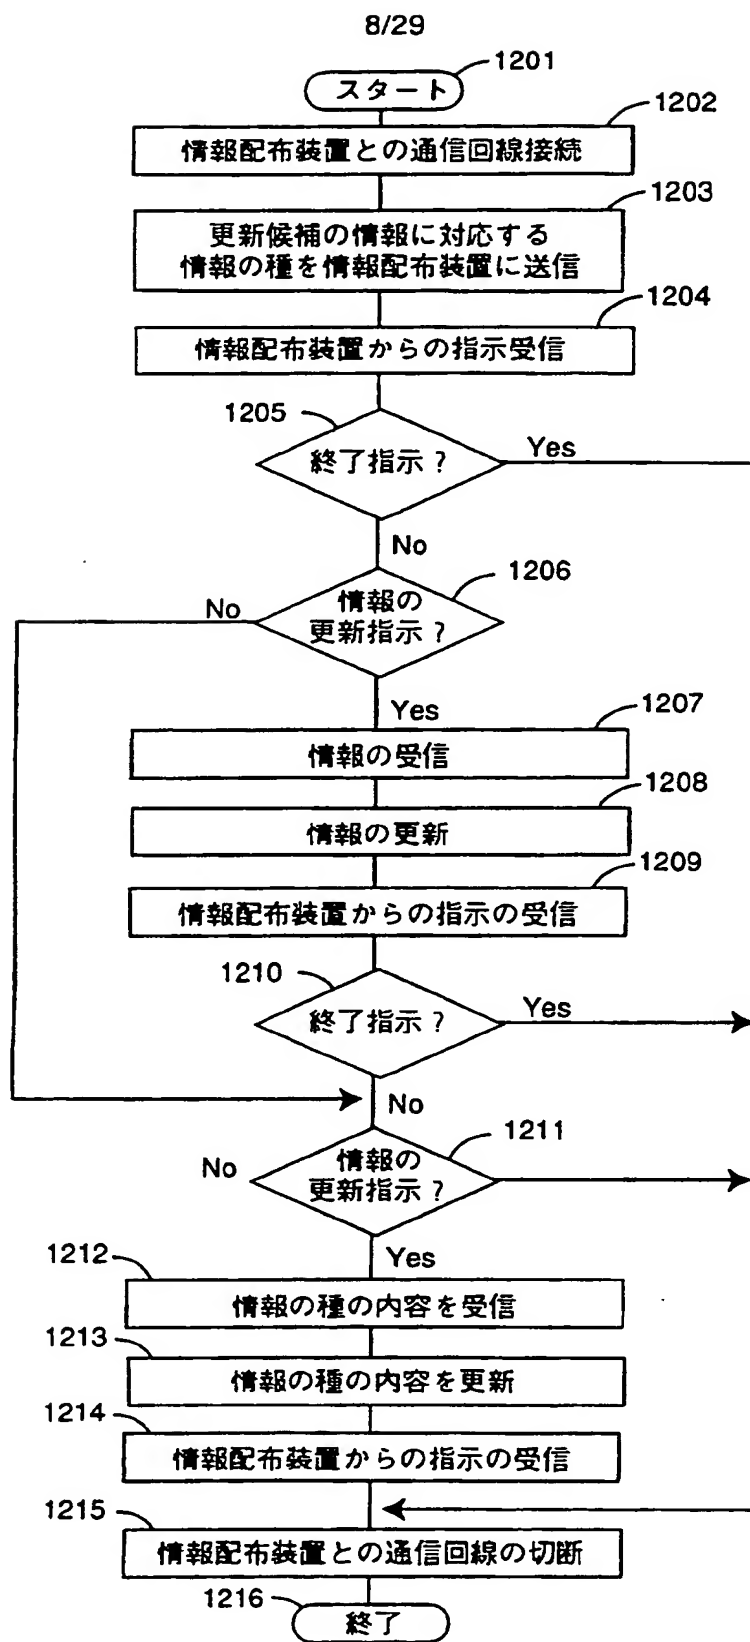 8/29
1201
スタート
1202
情報配布装置との通信回線接続
1203
更新候補の情報に対応する
情報の種を情報配布装置に送信
1204
情報配布装置からの指示受信
1205
終了指示?
Yes
No
1206
情報の
更新指示?
No
Yes
1207
情報の受信
1208
情報の更新
1209
情報配布装置からの指示の受信
1210
終了指示?
Yes
No
1211
情報の
更新指示?
No
Yes
1212
情報の種の内容を受信
1213
情報の種の内容を更新
1214
情報配布装置からの指示の受信
1215
情報配布装置との通信回線の切断
1216
終了